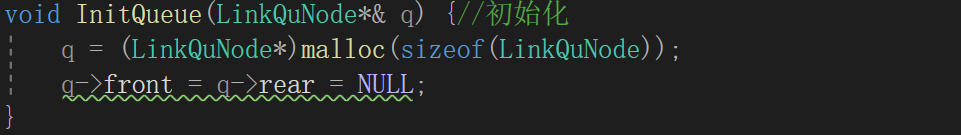 void InitQueue(LinkQuNode*& q) {//初始化
q = (LinkQuNode*)malloc(sizeof(LinkQuNode));
q->front = q->rear = NULL;
}